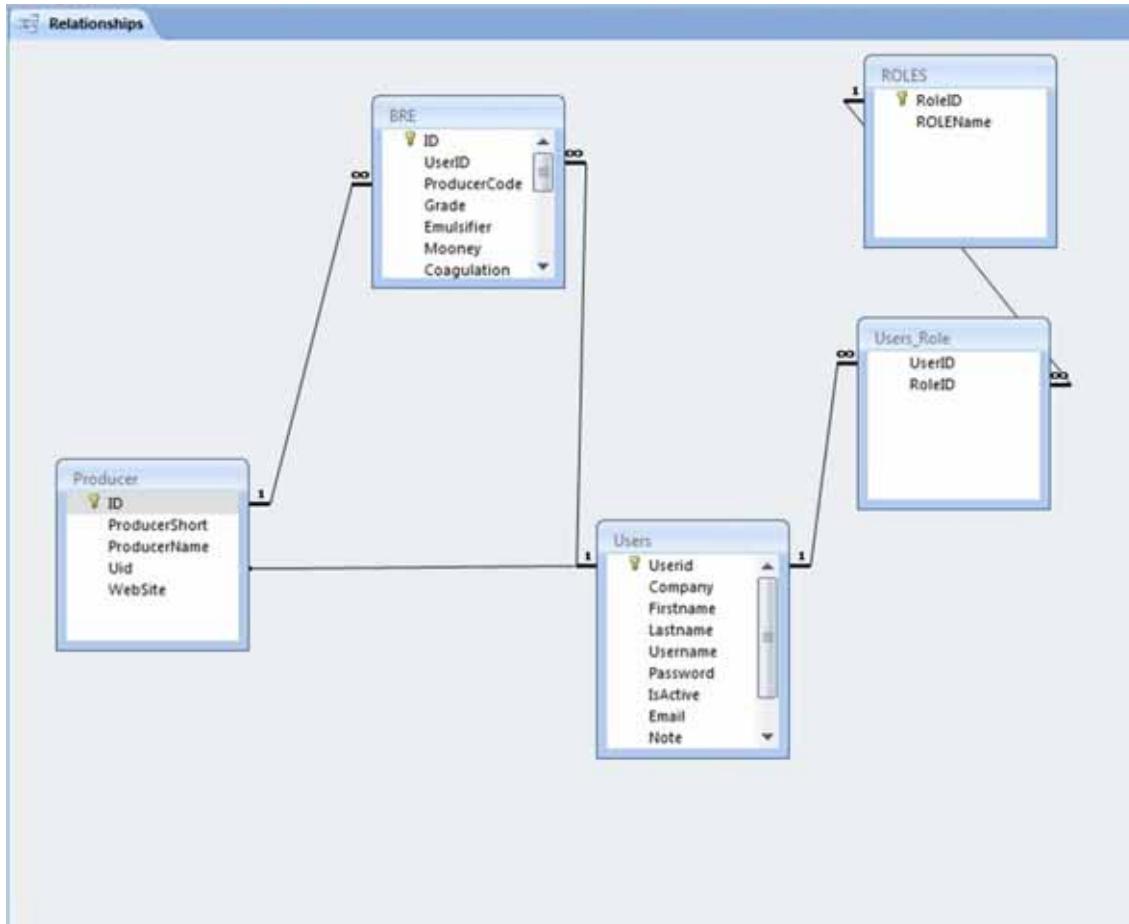 Relationships
BRE
ID
UserID
ProducerCode
Grade
Emulsifier
Mooney
Coagulation
∞
∞
ROLES
RoleID
ROLEName
1
Users_Role
UserID
RoleID
∞
∞
Producer
ID
ProducerShort
ProducerName
Uid
WebSite
1
Users
Userid
Company
Firstname
Lastname
Username
Password
IsActive
Email
Note
1
1